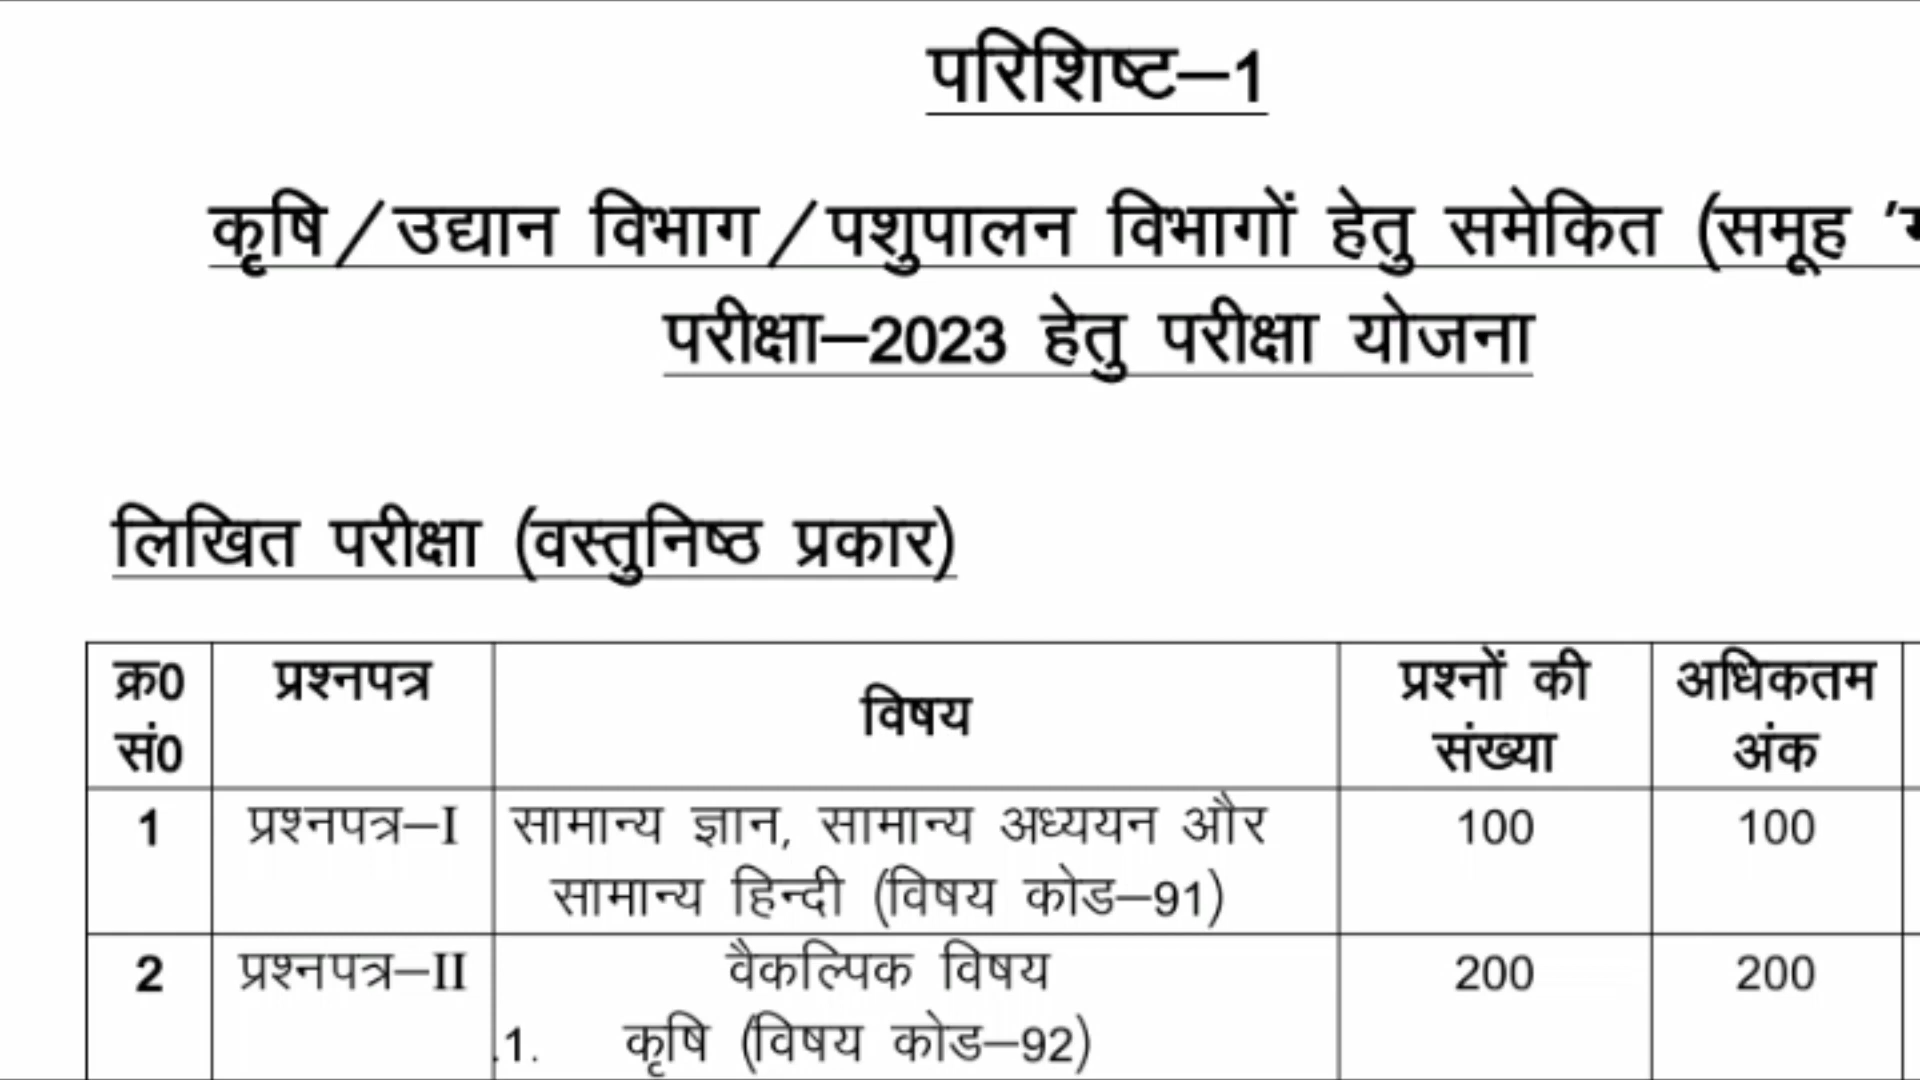 परिशिष्ट–1
कृषि/उद्यान विभाग/पशुपालन विभागों हेतु समेकित (समूह
परीक्षा–2023 हेतु परीक्षा योजना
लिखित परीक्षा (वस्तुनिष्ठ प्रकार)
क्र0 सं0 प्रश्नपत्र विषय प्रश्नों की संख्या अधिकतम अंक
1 प्रश्नपत्र–I सामान्य ज्ञान, सामान्य अध्ययन और 100 100
सामान्य हिन्दी (विषय कोड–91)
2 प्रश्नपत्र–II वैकल्पिक विषय 200 200
.1. कृषि (विषय कोड–92)